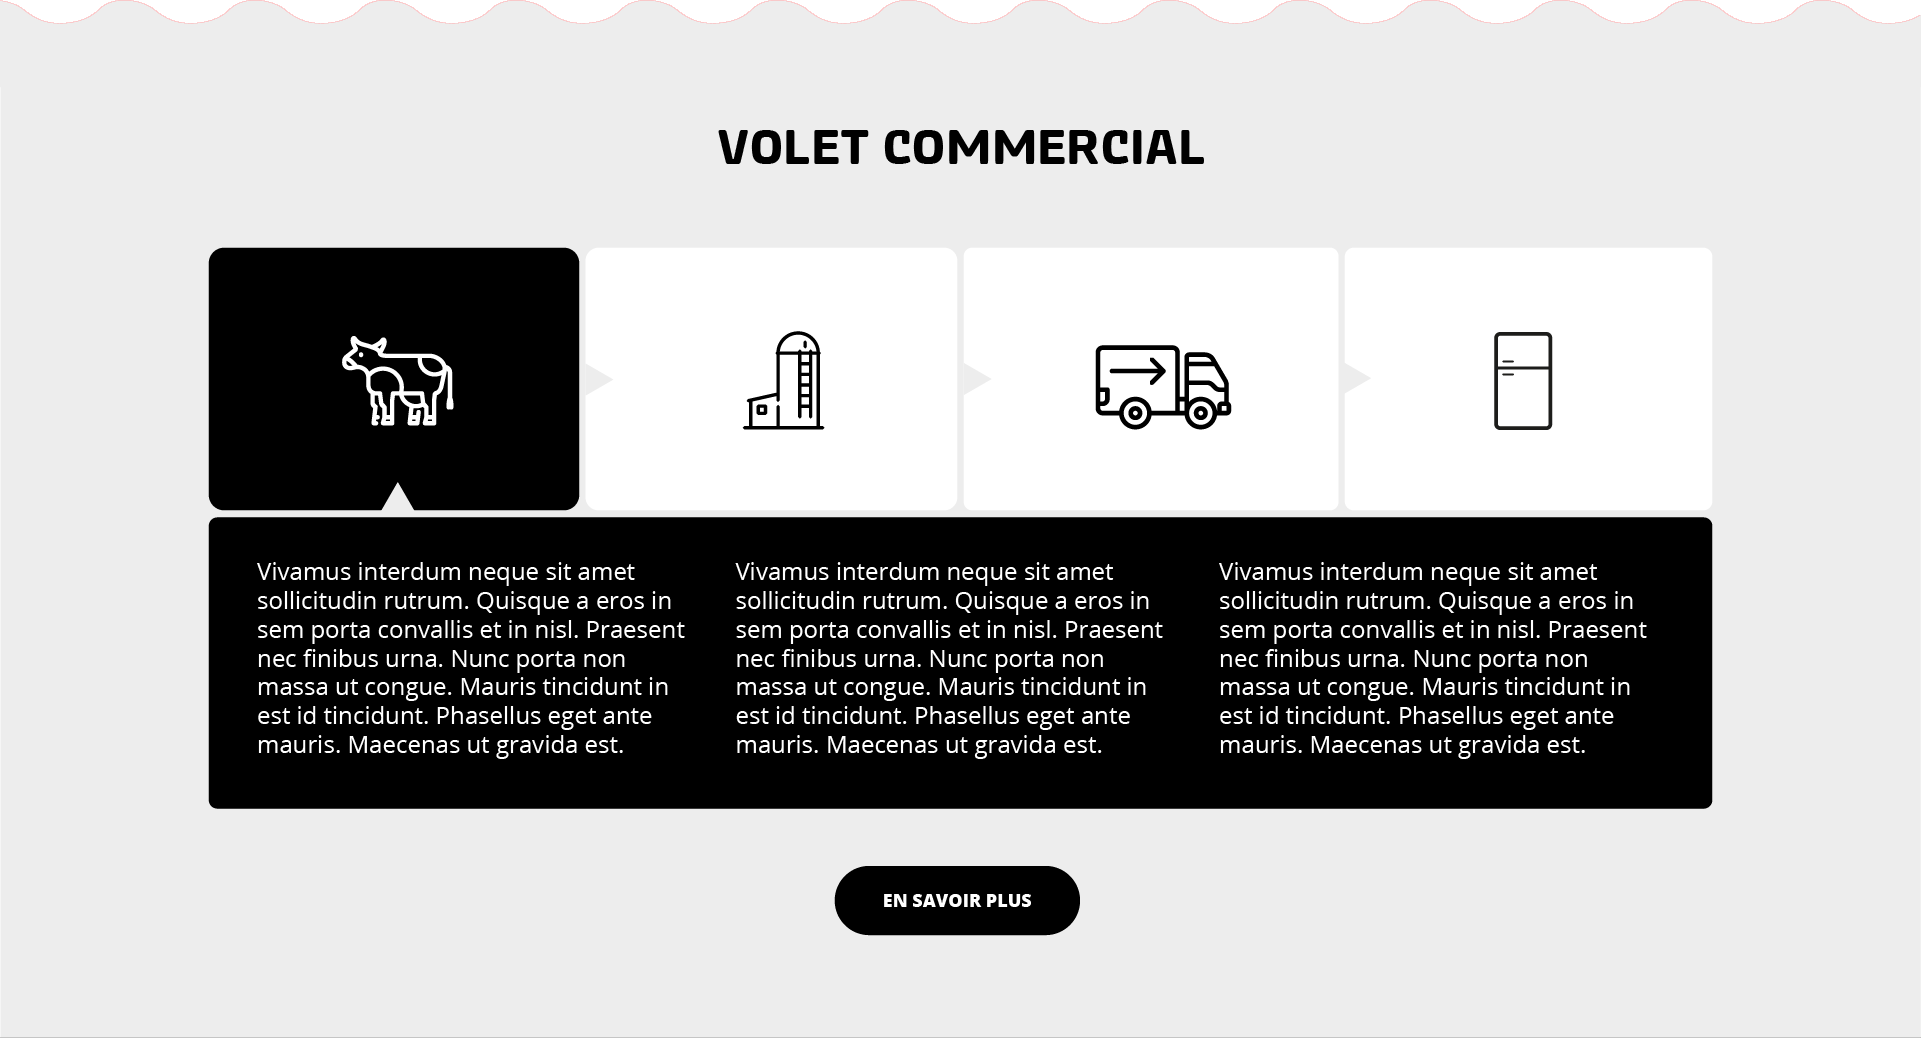 VOLET COMMERCIAL
Vivamus interdum neque sit amet
sollicitudin rutrum. Quisque a eros in
sem porta convallis et in nisl. Praesent
nec finibus urna. Nunc porta non
massa ut congue. Mauris tincidunt in
est id tincidunt. Phasellus eget ante
mauris. Maecenas ut gravida est.
Vivamus interdum neque sit amet
sollicitudin rutrum. Quisque a eros in
sem porta convallis et in nisl. Praesent
nec finibus urna. Nunc porta non
massa ut congue. Mauris tincidunt in
est id tincidunt. Phasellus eget ante
mauris. Maecenas ut gravida est.
Vivamus interdum neque sit amet
sollicitudin rutrum. Quisque a eros in
sem porta convallis et in nisl. Praesent
nec finibus urna. Nunc porta non
massa ut congue. Mauris tincidunt in
est id tincidunt. Phasellus eget ante
mauris. Maecenas ut gravida est.
EN SAVOIR PLUS